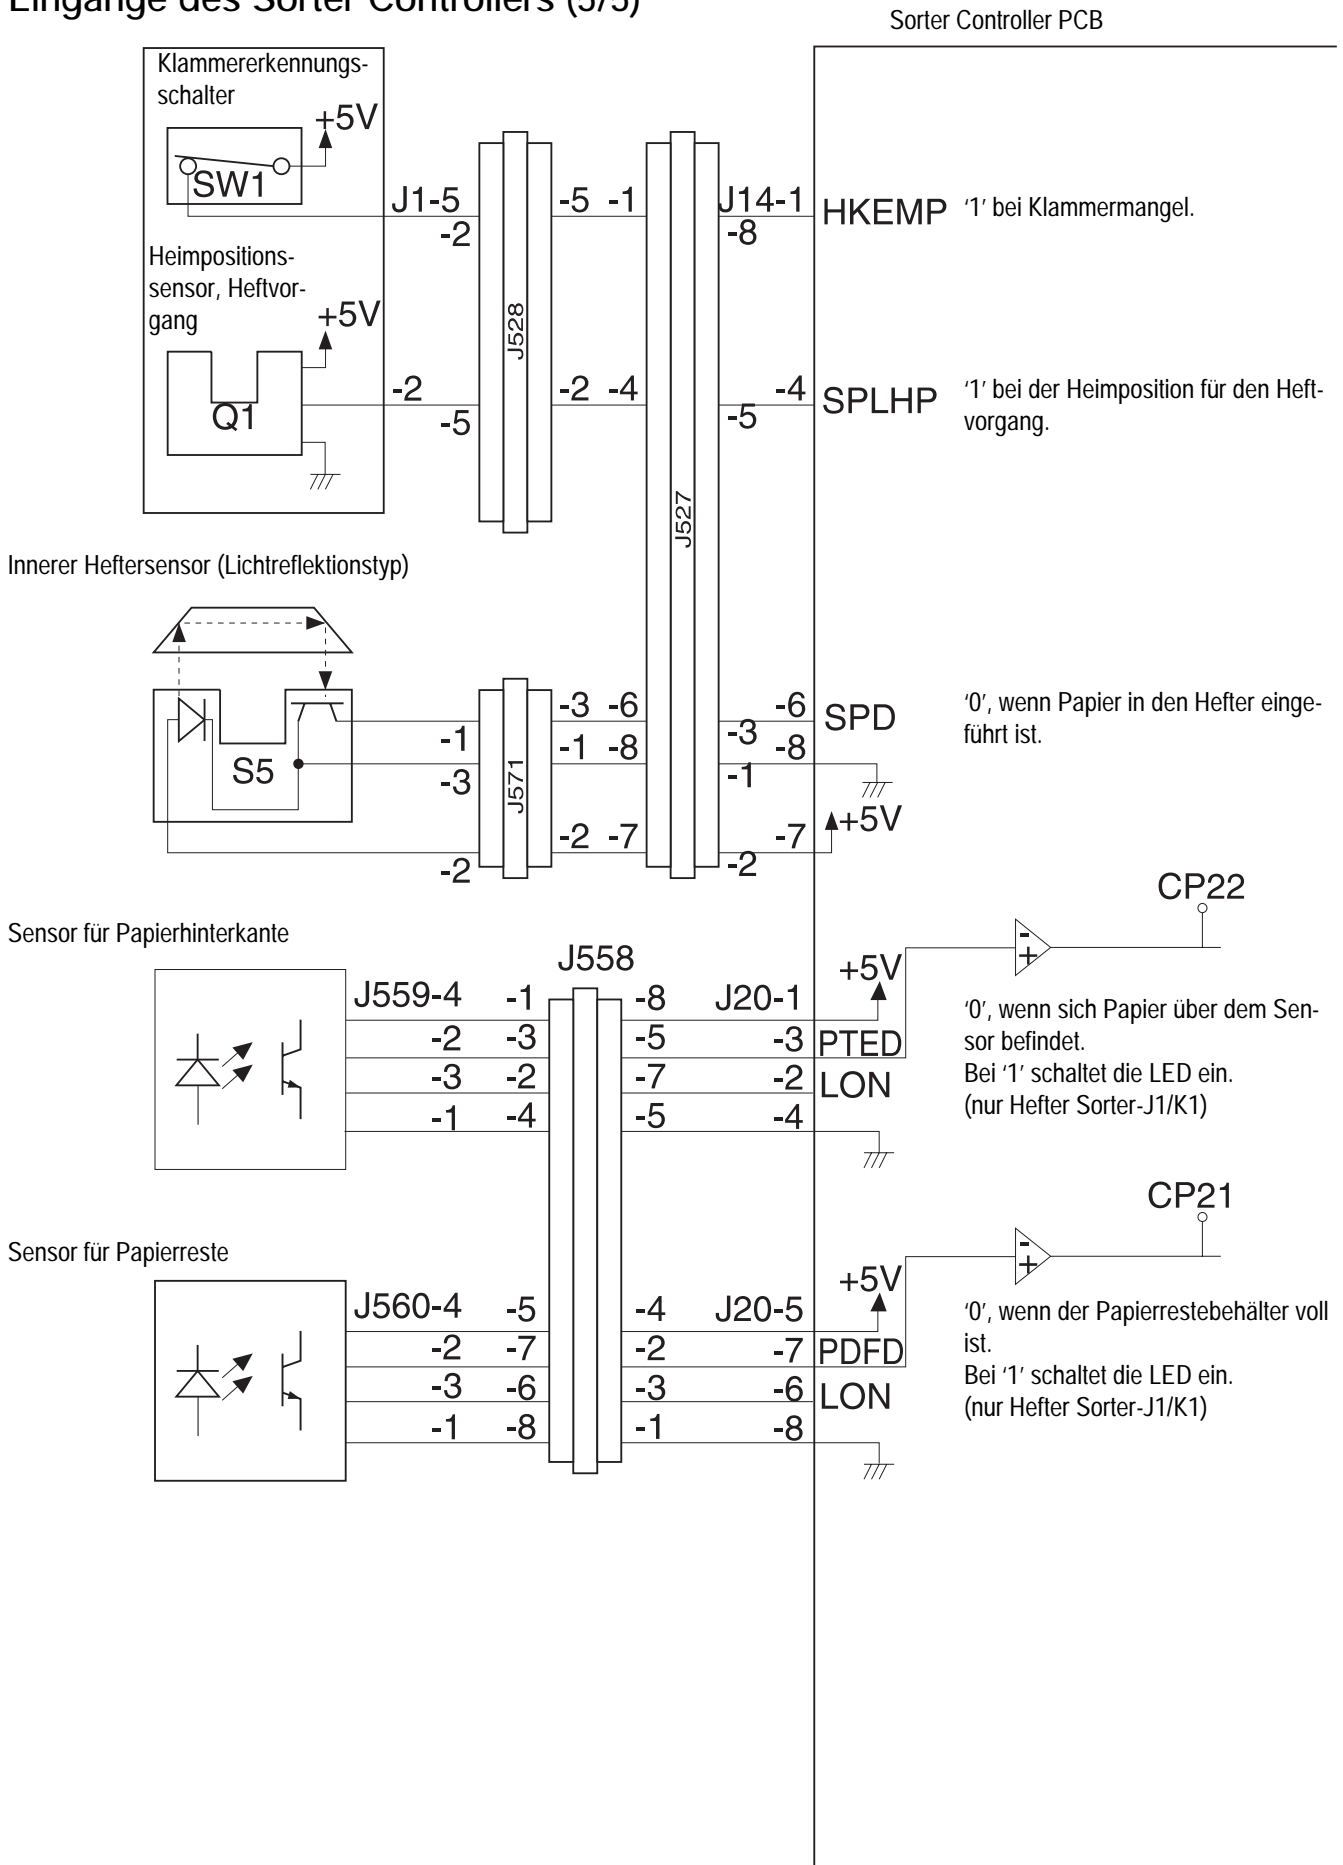 Eingänge des Sorter Controllers (5/5)
Sorter Controller PCB
Klammererkennungs-
schalter
+5V
SW1
J1-5
-2
-5 -1
J14-1
-8
HKEMP
'1' bei Klammermangel.
Heimpositions-
sensor, Heftvor-
gang
+5V
Q1
-2
-5
J528
-2 -4
-4
-5
SPLHP
'1' bei der Heimposition für den Heft-
vorgang.
J527
Innerer Heftersensor (Lichtreflektionstyp)
S5
-1
-3
-2
J571
-3 -6
-1 -8
-2 -7
-6
-3
-8
-1
-7
-2
SPD
+5V
'0', wenn Papier in den Hefter einge-
führt ist.
Sensor für Papierhinterkante
J558
CP22
-
+
+5V
J559-4 -1 -8 J20-1
-2 -3 -5 -3 PTED
-3 -2 -7 -2 LON
-1 -4 -5 -4
'0', wenn sich Papier über dem Sen-
sor befindet.
Bei '1' schaltet die LED ein.
(nur Hefter Sorter-J1/K1)
Sensor für Papierreste
CP21
-
+
+5V
J560-4 -5 -4 J20-5
-2 -7 -2 -7 PDFD
-3 -6 -3 -6 LON
-1 -8 -1 -8
'0', wenn der Papierrestebehälter voll
ist.
Bei '1' schaltet die LED ein.
(nur Hefter Sorter-J1/K1)